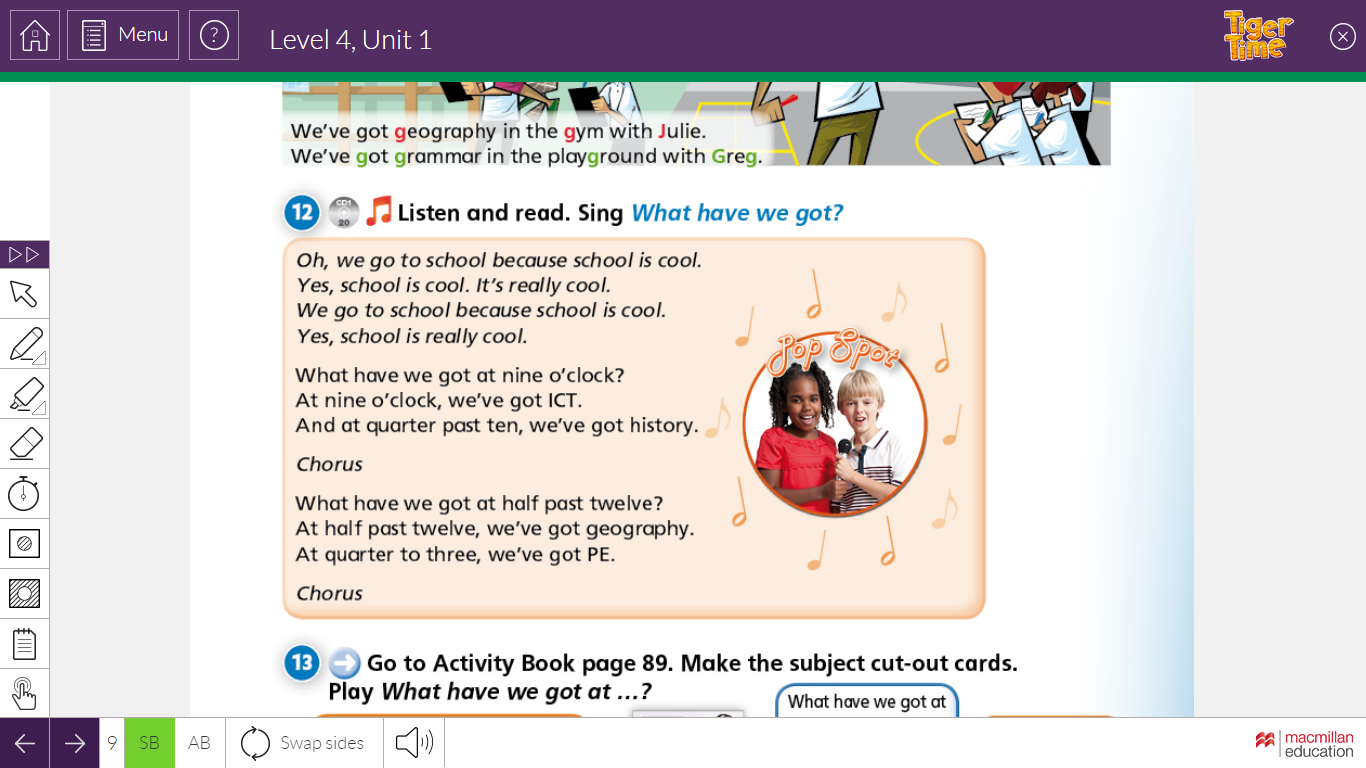 Menu
?
Level 4, Unit 1
Tiger
Time
We've got geography in the gym with Julie.
We've got grammar in the playground with Greg.
12 CD1 20 Listen and read. Sing What have we got?
Oh, we go to school because school is cool.
Yes, school is cool. It's really cool.
We go to school because school is cool.
Yes, school is really cool.
Pop Spot
What have we got at nine o'clock?
At nine o'clock, we've got ICT.
And at quarter past ten, we've got history.
Chorus
What have we got at half past twelve?
At half past twelve, we've got geography.
At quarter to three, we've got PE.
Chorus
13 Go to Activity Book page 89. Make the subject cut-out cards.
Play What have we got at ...?
What have we got at
9 SB AB Swap sides
macmillan
education